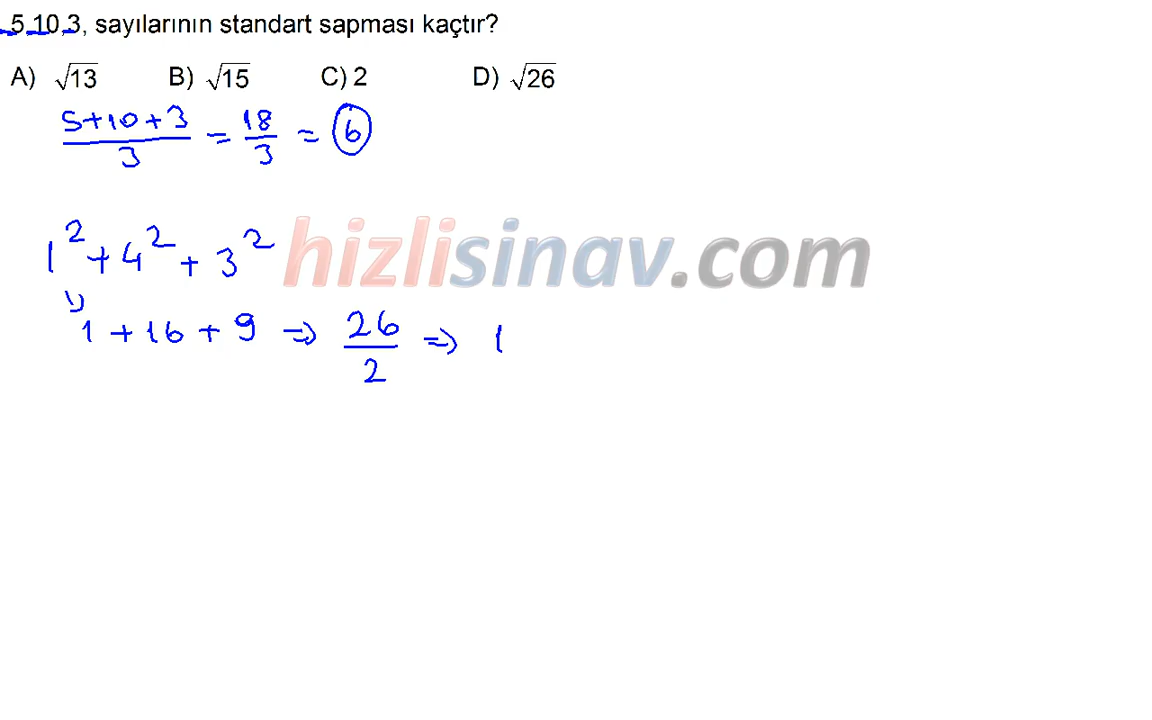 5,10,3, sayılarının standart sapması kaçtır?
A) √13 B) √15 C) 2 D) √26
5+10+3/3 = 18/3 = 6
1² + 4² + 3²
hizlisinav.com
1 + 16 + 9 ⇒ 26/2 ⇒ 1